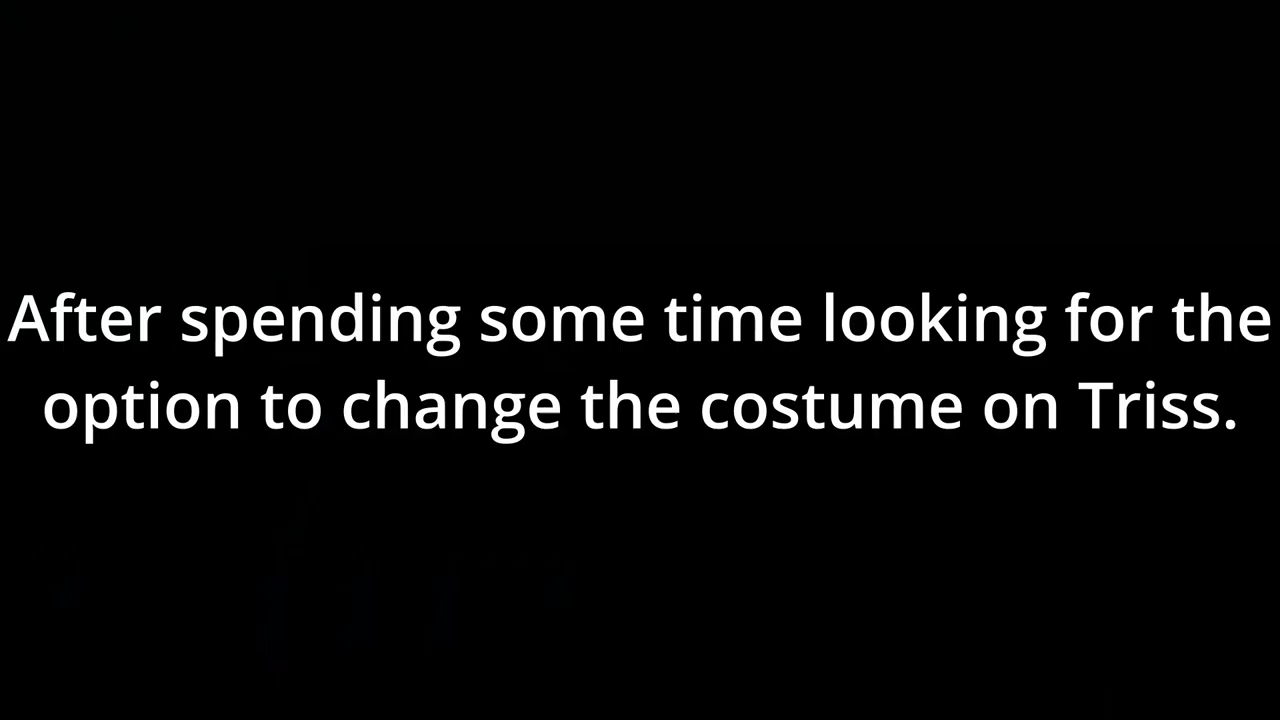 After spending some time looking for the
option to change the costume on Triss.